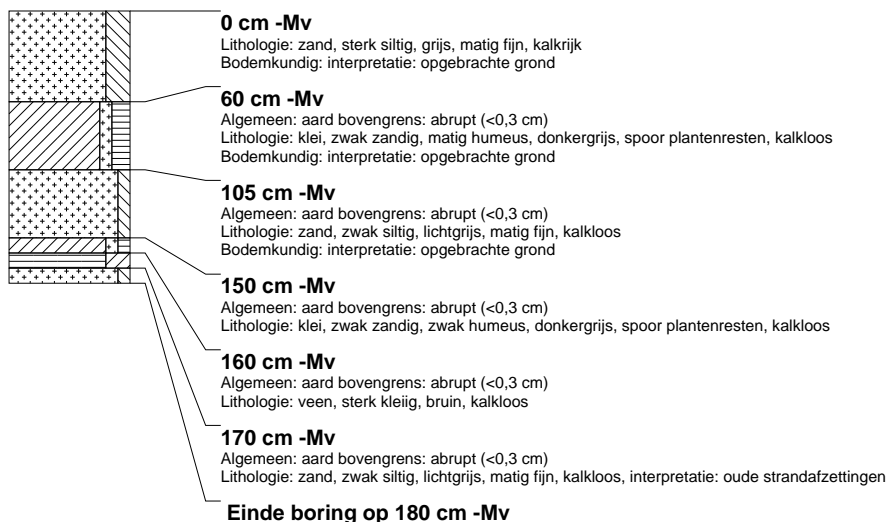 0 cm -Mv
Lithologie: zand, sterk siltig, grijs, matig fijn, kalkrijk
Bodemkundig: interpretatie: opgebrachte grond
60 cm -Mv
Algemeen: aard bovengrens: abrupt (<0,3 cm)
Lithologie: klei, zwak zandig, matig humeus, donkergrijs, spoor plantenresten, kalkloos
Bodemkundig: interpretatie: opgebrachte grond
105 cm -Mv
Algemeen: aard bovengrens: abrupt (<0,3 cm)
Lithologie: zand, zwak siltig, lichtgrijs, matig fijn, kalkloos
Bodemkundig: interpretatie: opgebrachte grond
150 cm -Mv
Algemeen: aard bovengrens: abrupt (<0,3 cm)
Lithologie: klei, zwak zandig, zwak humeus, donkergrijs, spoor plantenresten, kalkloos
160 cm -Mv
Algemeen: aard bovengrens: abrupt (<0,3 cm)
Lithologie: veen, sterk kleiig, bruin, kalkloos
170 cm -Mv
Algemeen: aard bovengrens: abrupt (<0,3 cm)
Lithologie: zand, zwak siltig, lichtgrijs, matig fijn, kalkloos, interpretatie: oude strandafzettingen
Einde boring op 180 cm -Mv